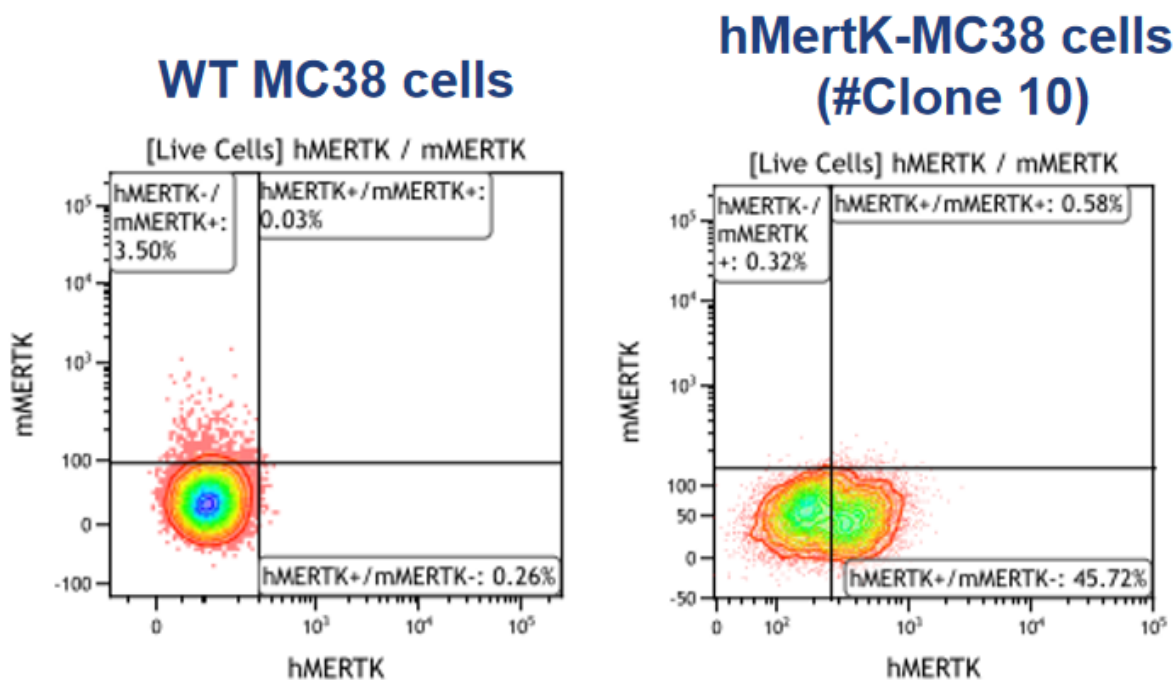 WT MC38 cells
[Live Cells] hMERTK / mMERTK
hMERTK-/
mMERTK+:
3.50%
hMERTK+/mMERTK+:
0.03%
10⁵
10⁴
10³
100
0
-100
mMERTK
hMERTK+/mMERTK-: 0.26%
0
10³
10⁴
10⁵
hMERTK
hMertK-MC38 cells
(#Clone 10)
[Live Cells] hMERTK / mMERTK
hMERTK-/
mMERTK
+: 0.32%
hMERTK+/mMERTK+: 0.58%
10⁵
10⁴
10³
100
50
0
-50
mMERTK
hMERTK+/mMERTK-: 45.72%
0
10²
10³
10⁴
10⁵
hMERTK